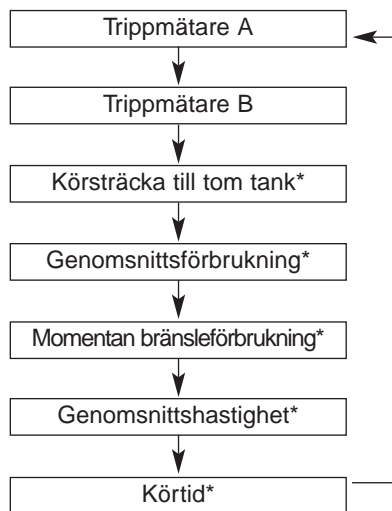 Trippmätare A
Trippmätare B
Körsträcka till tom tank*
Genomsnittsförbrukning*
Momentan bränsleförbrukning*
Genomsnittshastighet*
Körtid*